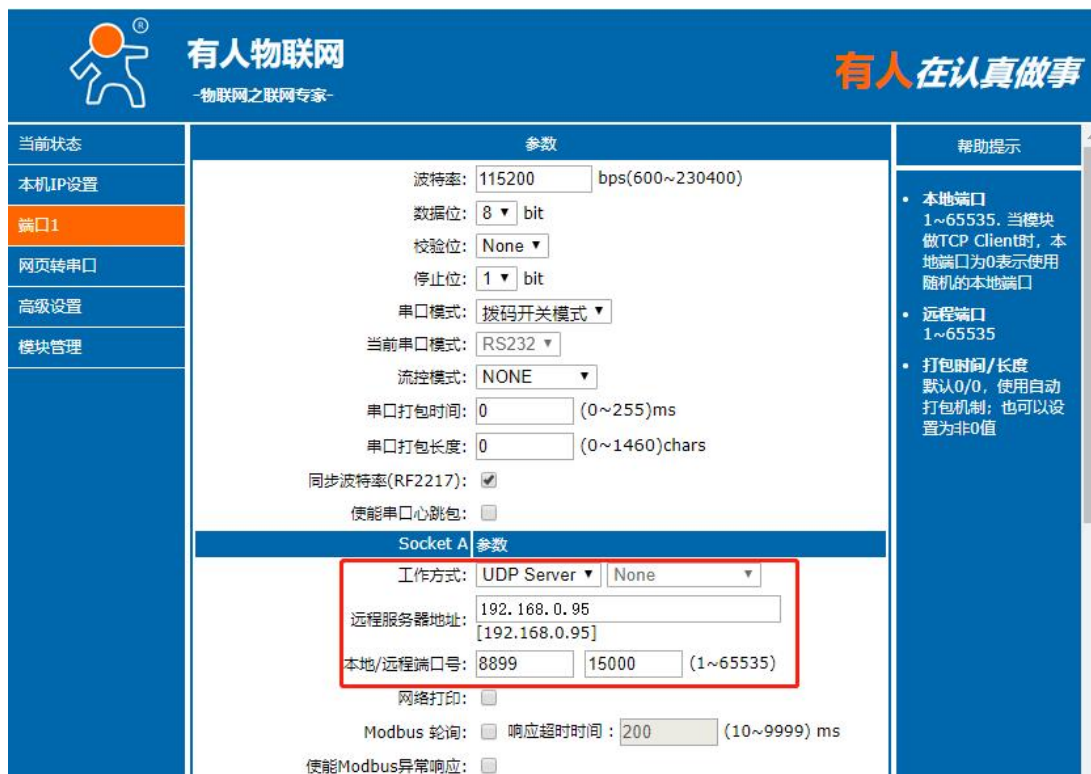 ®
有人物联网
-物联网之联网专家-
有人在认真做事
当前状态
本机IP设置
端口1
网页转串口
高级设置
模块管理
参数
波特率: 115200 bps(600~230400)
数据位: 8 ▼ bit
校验位: None ▼
停止位: 1 ▼ bit
串口模式: 拨码开关模式 ▼
当前串口模式: RS232 ▼
流控模式: NONE ▼
串口打包时间: 0 (0~255)ms
串口打包长度: 0 (0~1460)chars
同步波特率(RF2217):
使能串口心跳包:
Socket A 参数
工作方式: UDP Server ▼ None ▼
远程服务器地址: 192.168.0.95
[192.168.0.95]
本地/远程端口号: 8899 15000 (1~65535)
网络打印:
Modbus 轮询: 响应超时时间 : 200 (10~9999) ms
使能Modbus异常响应:
帮助提示
• 本地端口
1~65535. 当模块
做TCP Client时，本
地端口为0表示使用
随机的本地端口
• 远程端口
1~65535
• 打包时间/长度
默认0/0，使用自动
打包机制；也可以设
置为非0值